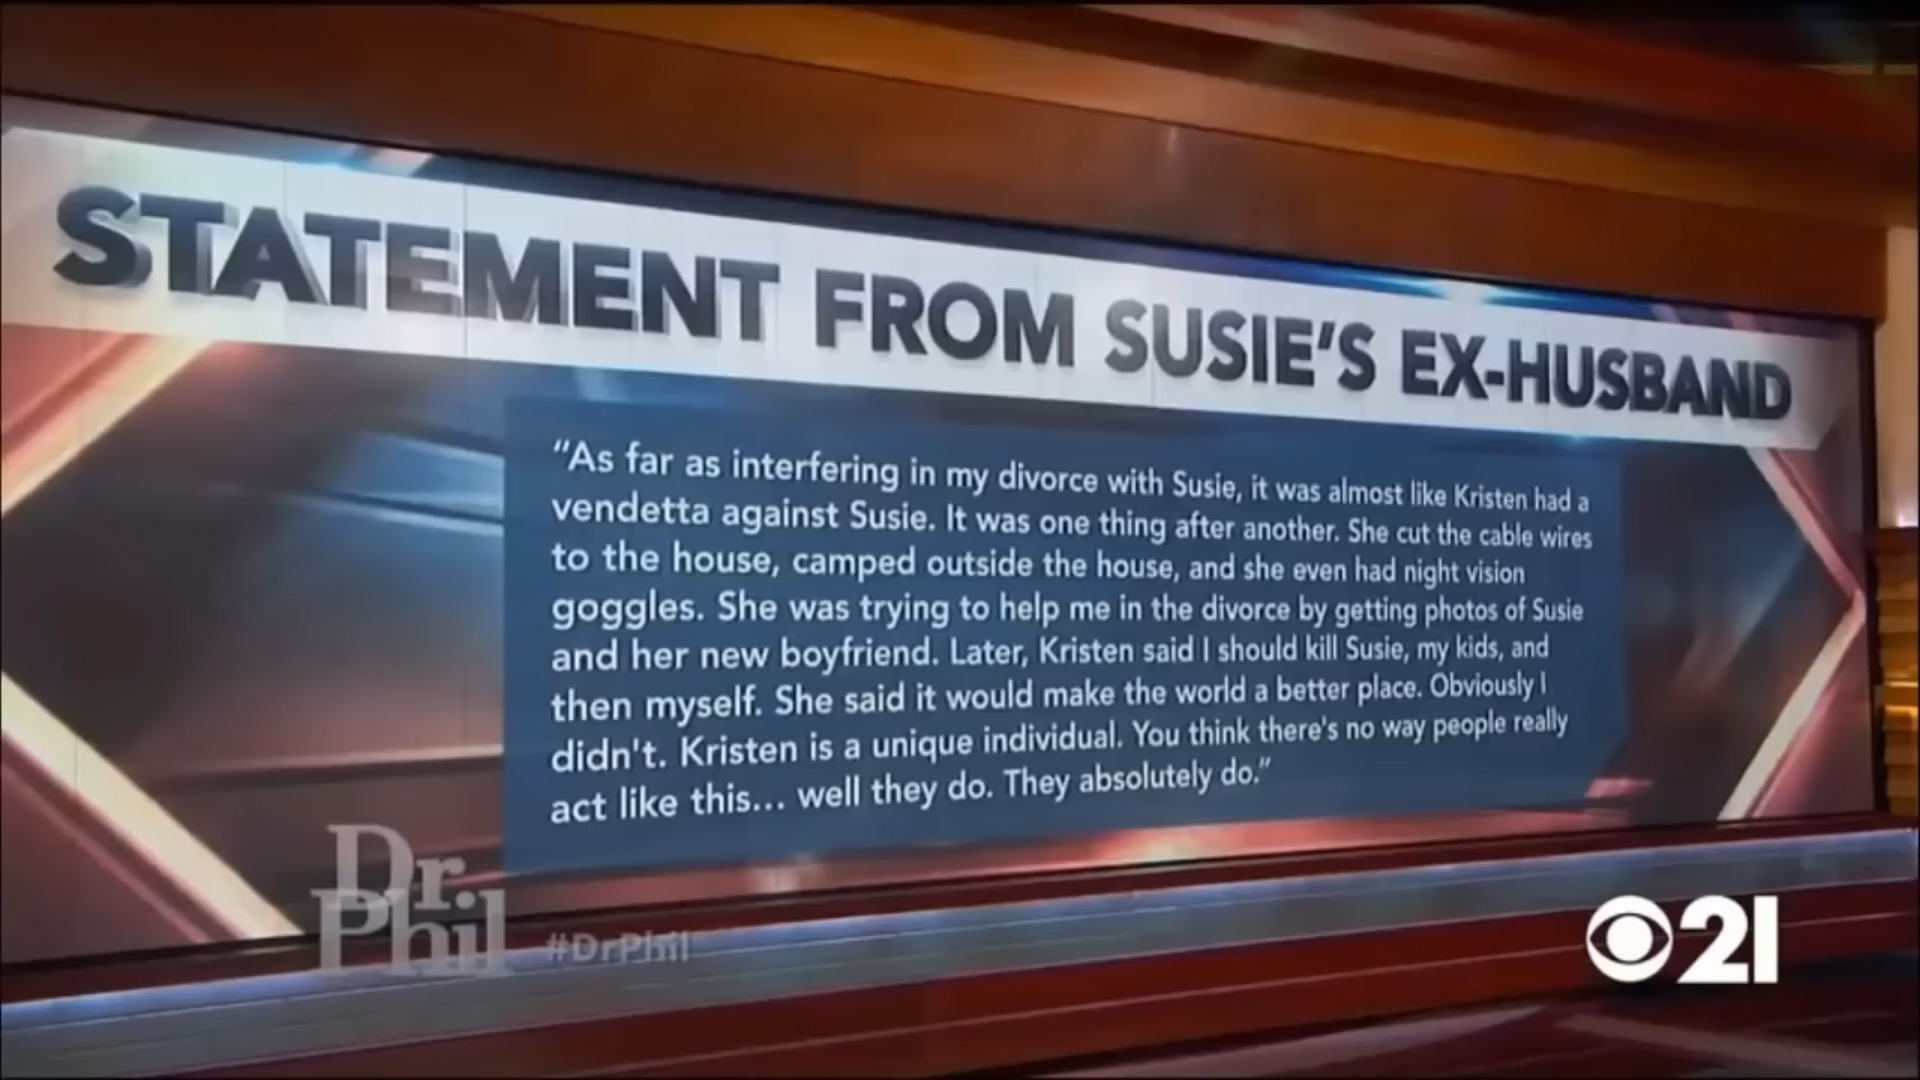 STATEMENT FROM SUSIE'S EX-HUSBAND
"As far as interfering in my divorce with Susie, it was almost like Kristen had a
vendetta against Susie. It was one thing after another. She cut the cable wires
to the house, camped outside the house, and she even had night vision
goggles. She was trying to help me in the divorce by getting photos of Susie
and her new boyfriend. Later, Kristen said I should kill Susie, my kids, and
then myself. She said it would make the world a better place. Obviously I
didn't. Kristen is a unique individual. You think there's no way people really
act like this... well they do. They absolutely do."
Dr.
Phil
#DrPhil
21